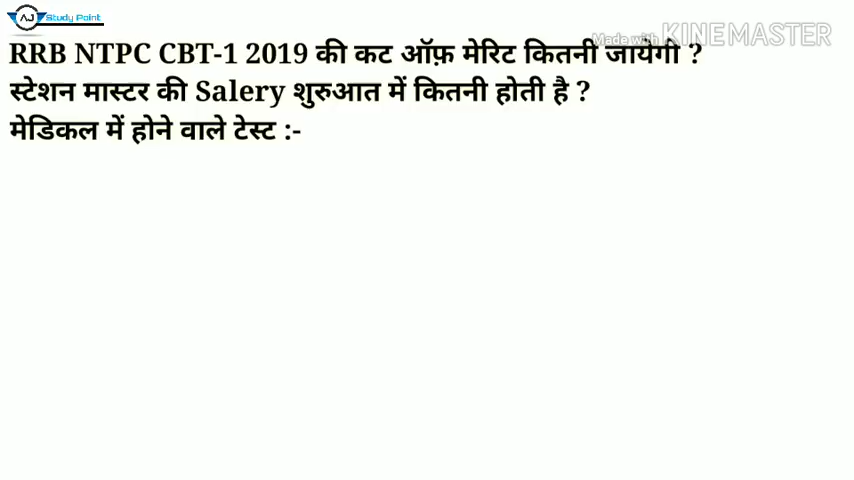 AJ Study Point
Made with KINEMASTER
RRB NTPC CBT-1 2019 की कट ऑफ़ मेरिट कितनी जायेगी ?
स्टेशन मास्टर की Salery शुरुआत में कितनी होती है ?
मेडिकल में होने वाले टेस्ट :-